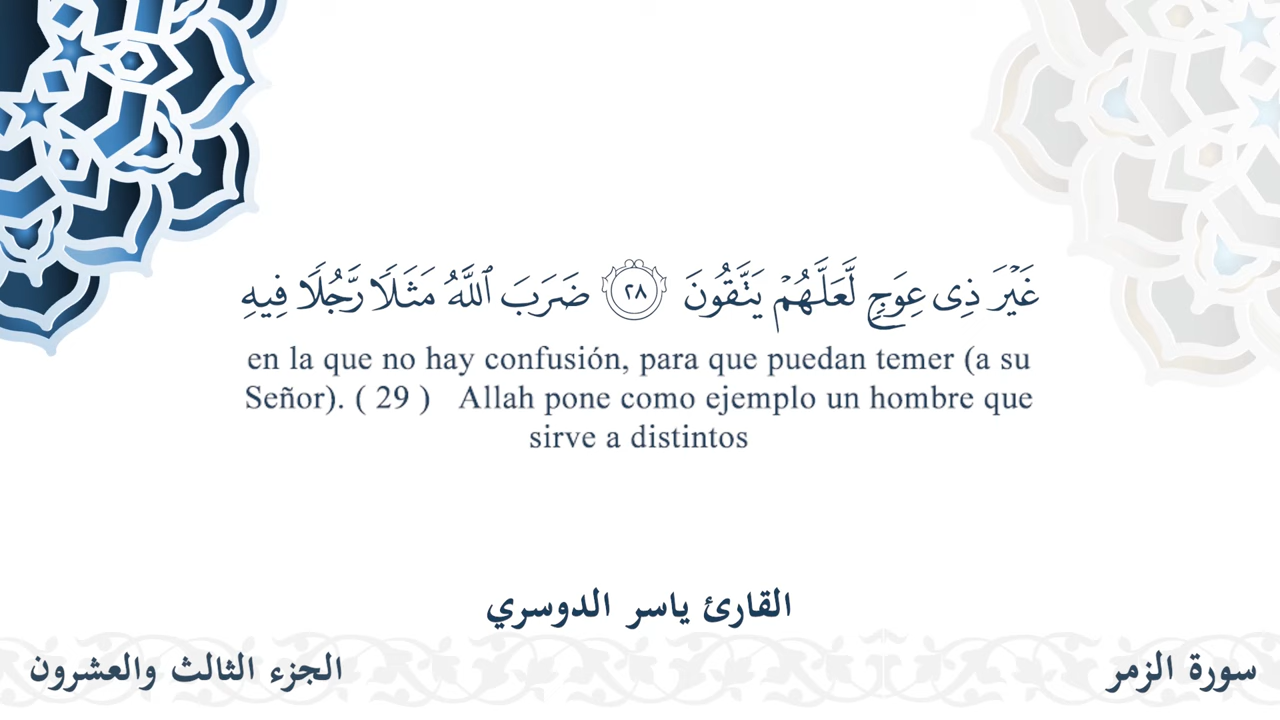 غَيْرَ ذِى عِوَجٍ لَّعَلَّهُمْ يَتَّقُونَ ٢٨ ضَرَبَ ٱللَّهُ مَثَلًا رَّجُلًا فِيهِ
en la que no hay confusión, para que puedan temer (a su
Señor). ( 29 ) Allah pone como ejemplo un hombre que
sirve a distintos
القارئ ياسر الدوسري
سورة الزمر
الجزء الثالث والعشرون